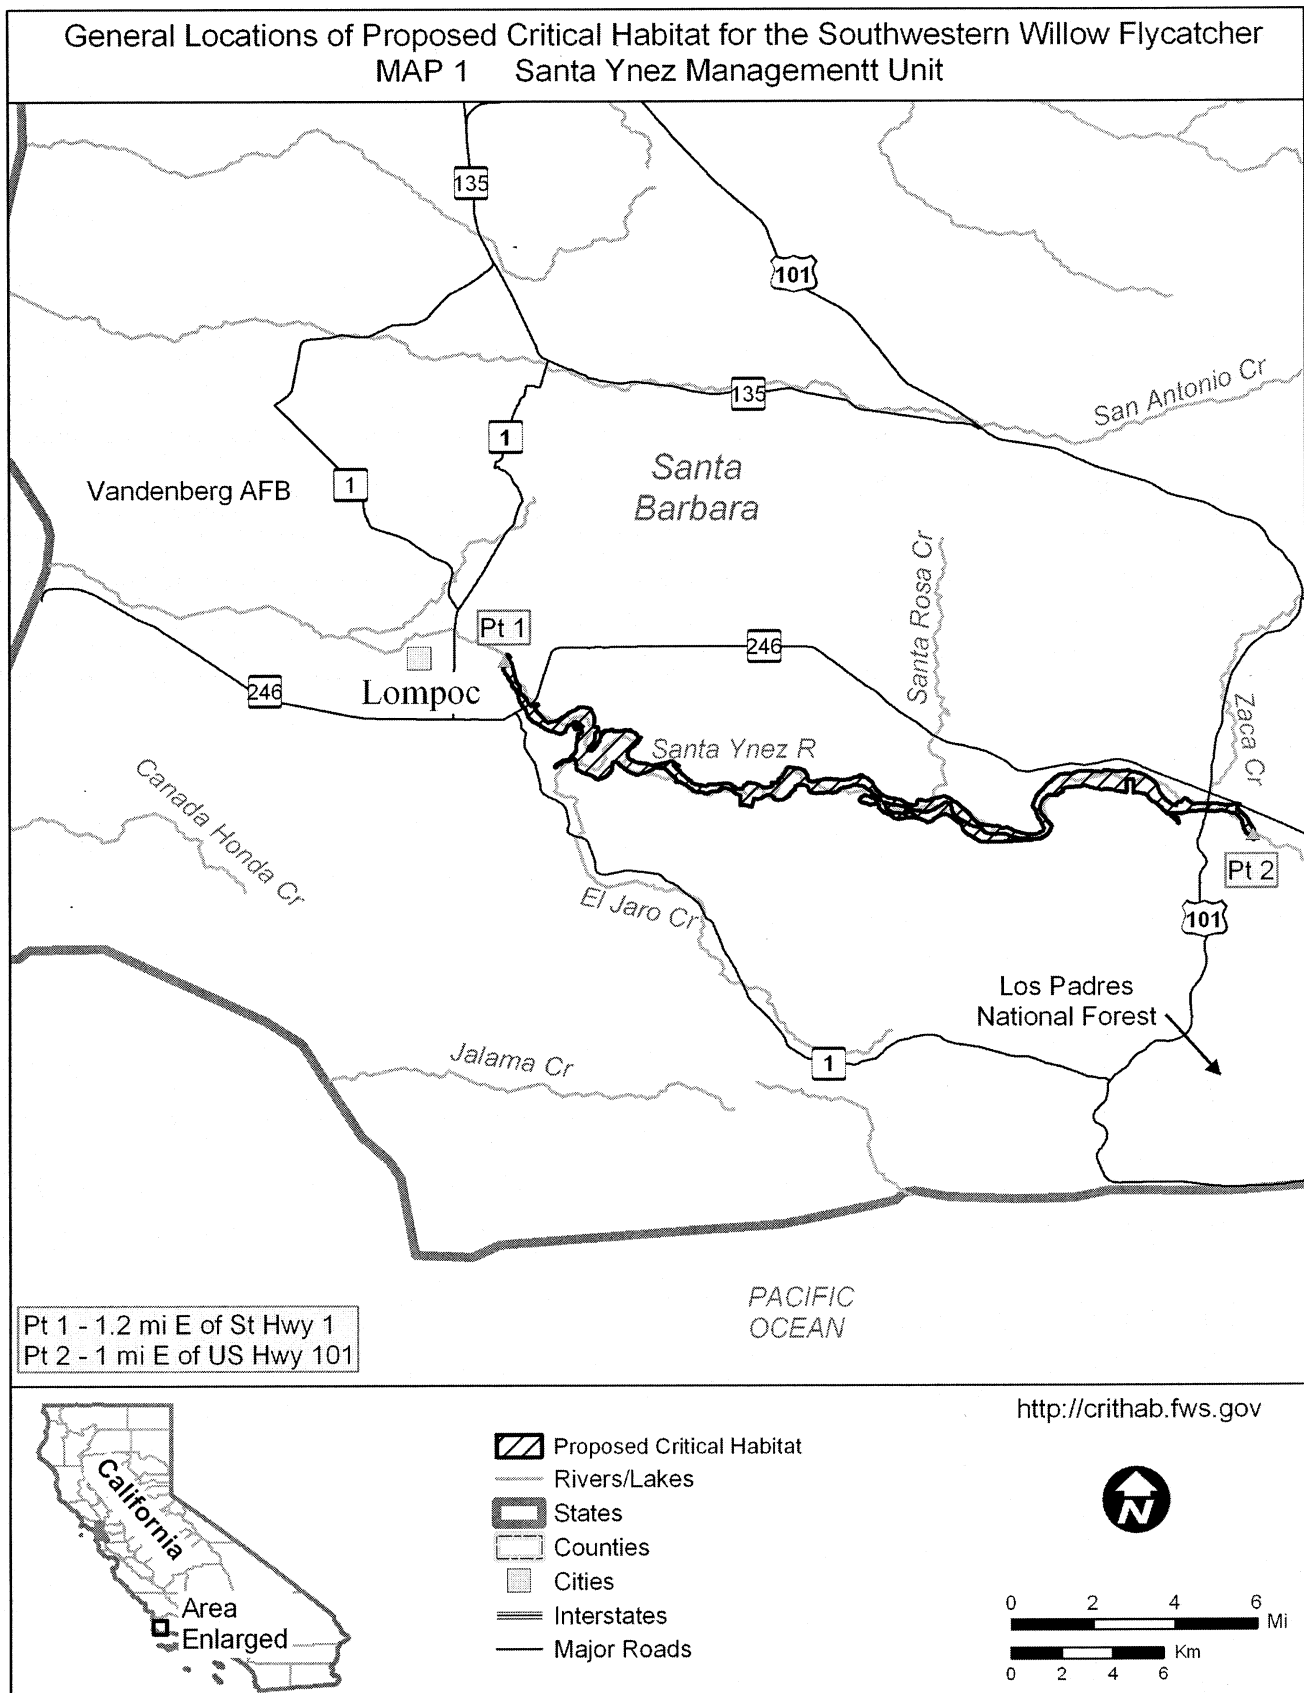 General Locations of Proposed Critical Habitat for the Southwestern Willow Flycatcher
MAP 1 Santa Ynez Managementt Unit
135
101
San Antonio Cr
135
1
Santa
Barbara
Vandenberg AFB
1
Santa Rosa Cr
Pt 1
246
246
Lompoc
Zaca Cr
Santa Ynez R
Canada Honda Cr
Pt 2
El Jaro Cr
101
Los Padres
National Forest
Jalama Cr
1
PACIFIC
OCEAN
Pt 1 - 1.2 mi E of St Hwy 1
Pt 2 - 1 mi E of US Hwy 101
http://crithab.fws.gov
California
Area
Enlarged
Proposed Critical Habitat
Rivers/Lakes
States
Counties
Cities
Interstates
Major Roads
N
0 2 4 6
Mi
Km
0 2 4 6